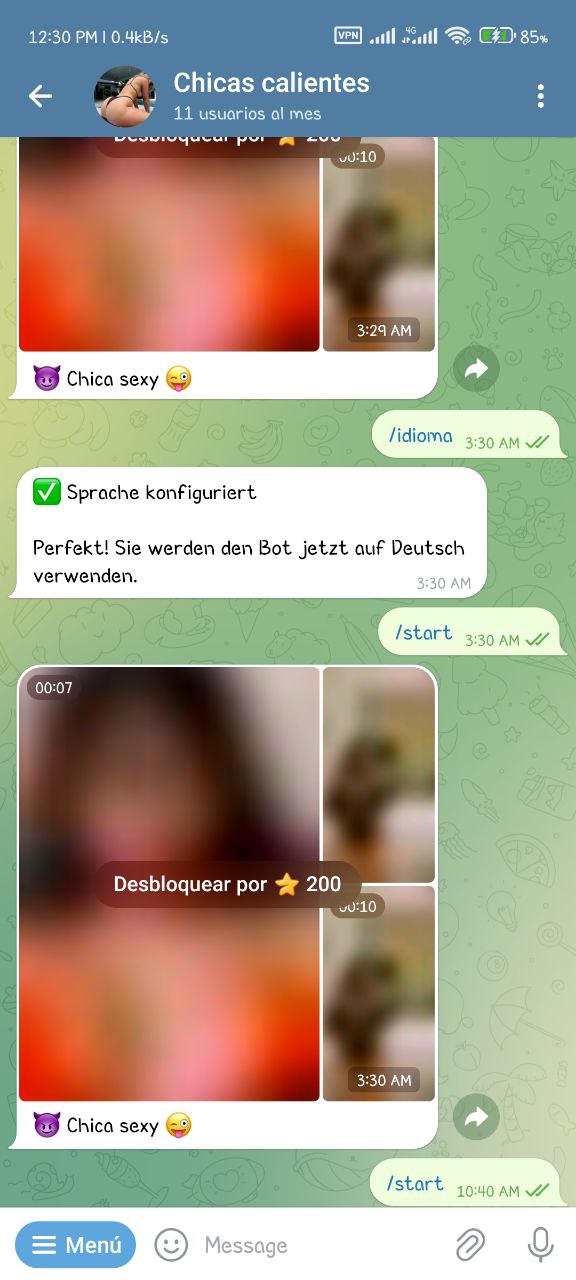 12:30 PM | 0.4kB/s
VPN
4G
85%
Chicas calientes
11 usuarios al mes
Desbloquear por ⭐ 200
00:10
3:29 AM
😈 Chica sexy 😜
/idioma 3:30 AM
✅ Sprache konfiguriert
Perfekt! Sie werden den Bot jetzt auf Deutsch
verwenden.
3:30 AM
/start 3:30 AM
00:07
Desbloquear por ⭐ 200
00:10
3:30 AM
😈 Chica sexy 😜
/start 10:40 AM
Menú
Message